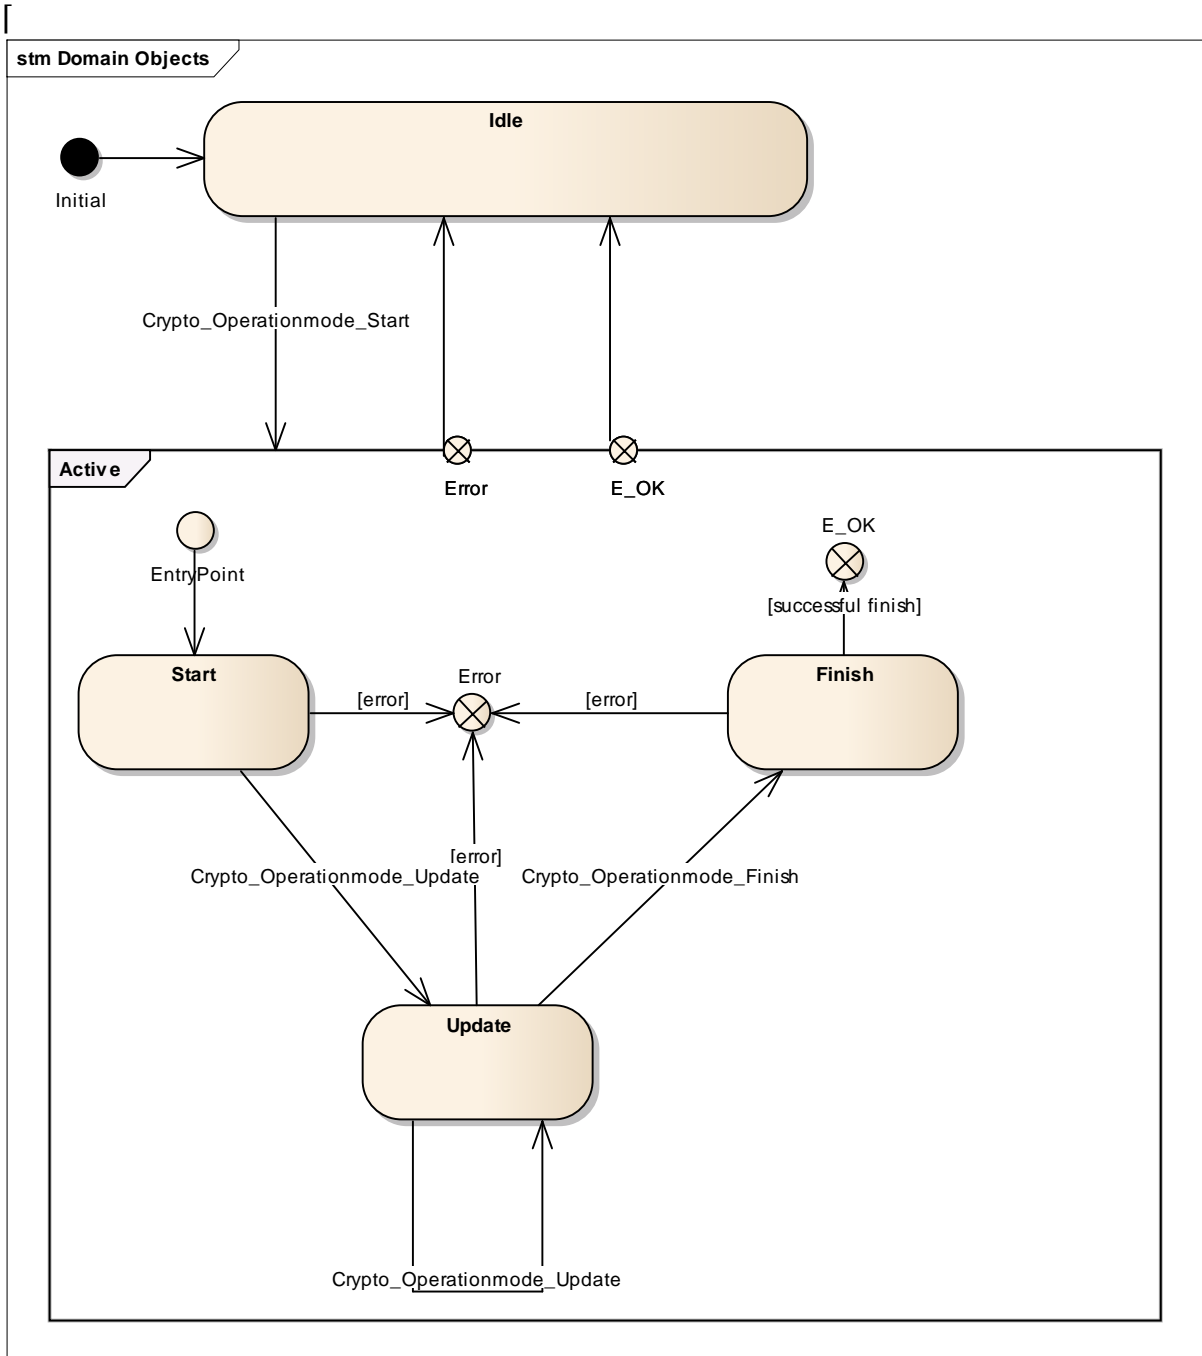 stm Domain Objects
Idle
Initial
Crypto_Operationmode_Start
Active
Error
E_OK
E_OK
EntryPoint
[successful finish]
Start
Error
Finish
[error]
[error]
[error]
Crypto_Operationmode_Update
Crypto_Operationmode_Finish
Update
Crypto_Operationmode_Update